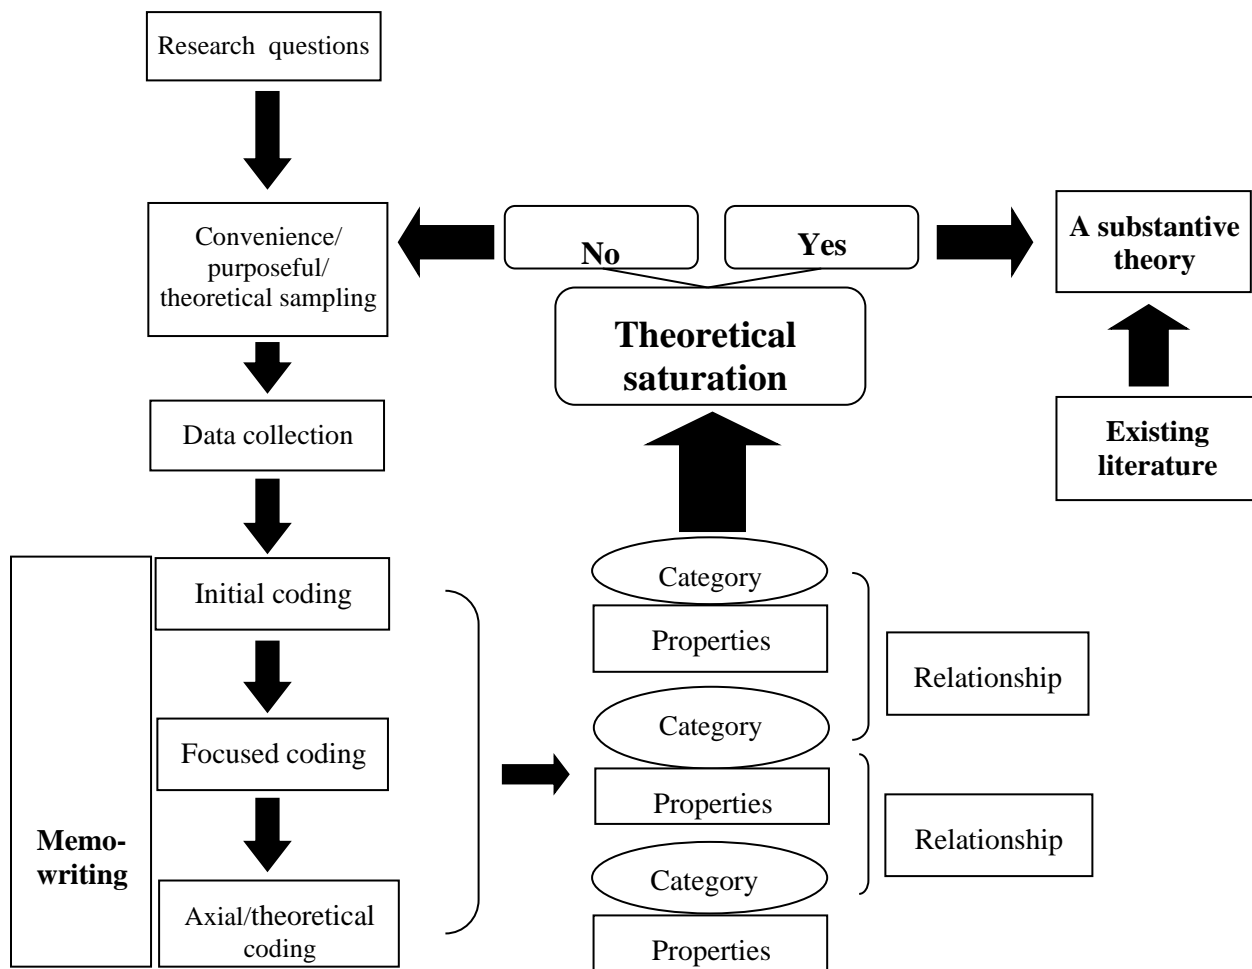 Research questions
Convenience/
purposeful/
theoretical sampling
Data collection
Initial coding
Focused coding
Axial/theoretical
coding
Memo-
writing
No
Yes
Theoretical
saturation
A substantive
theory
Existing
literature
Category
Properties
Category
Properties
Category
Properties
Relationship
Relationship